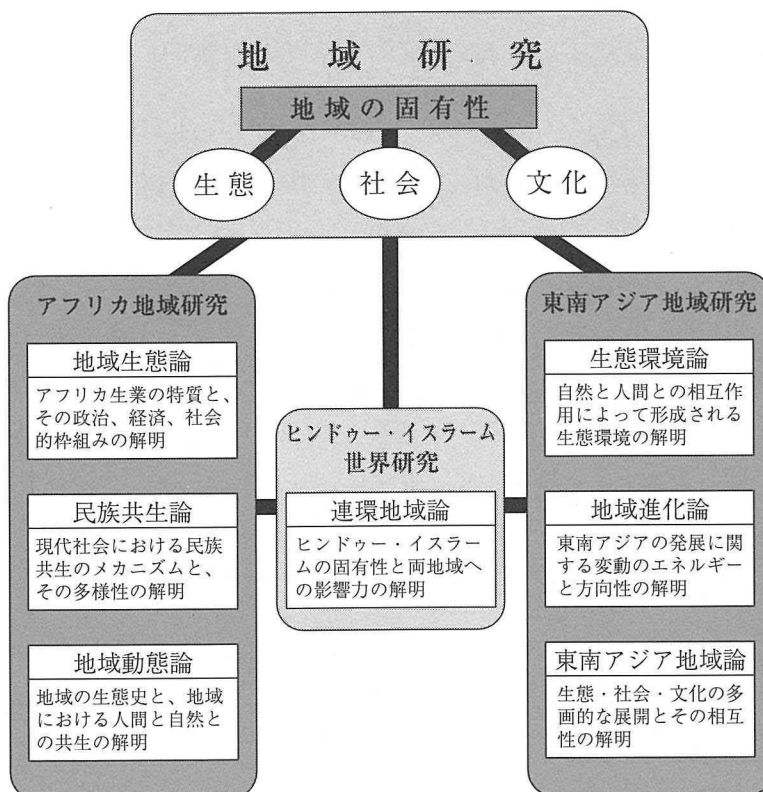 地域研究
地域の固有性
生態
社会
文化
アフリカ地域研究
地域生態論
アフリカ生業の特質と、
その政治、経済、社会
的枠組みの解明
民族共生論
現代社会における民族
共生のメカニズムと、
その多様性の解明
地域動態論
地域の生態史と、地域
における人間と自然と
の共生の解明
ヒンドゥー・イスラーム
世界研究
連環地域論
ヒンドゥー・イスラー
ムの固有性と両地域へ
の影響力の解明
東南アジア地域研究
生態環境論
自然と人間との相互作
用によって形成される
生態環境の解明
地域進化論
東南アジアの発展に関
する変動のエネルギー
と方向性の解明
東南アジア地域論
生態・社会・文化の多
画的な展開とその相互
性の解明